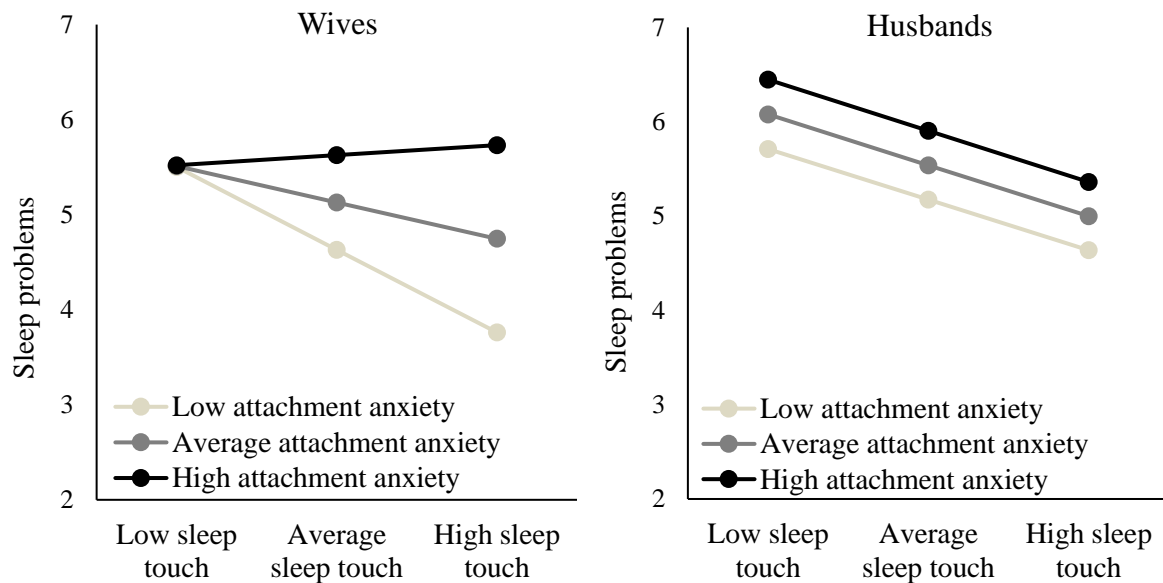 Wives
Sleep problems
7
6
5
4
3
2
Low attachment anxiety
Average attachment anxiety
High attachment anxiety
Low sleep
touch
Average
sleep touch
High sleep
touch
Husbands
Sleep problems
7
6
5
4
3
2
Low attachment anxiety
Average attachment anxiety
High attachment anxiety
Low sleep
touch
Average
sleep touch
High sleep
touch